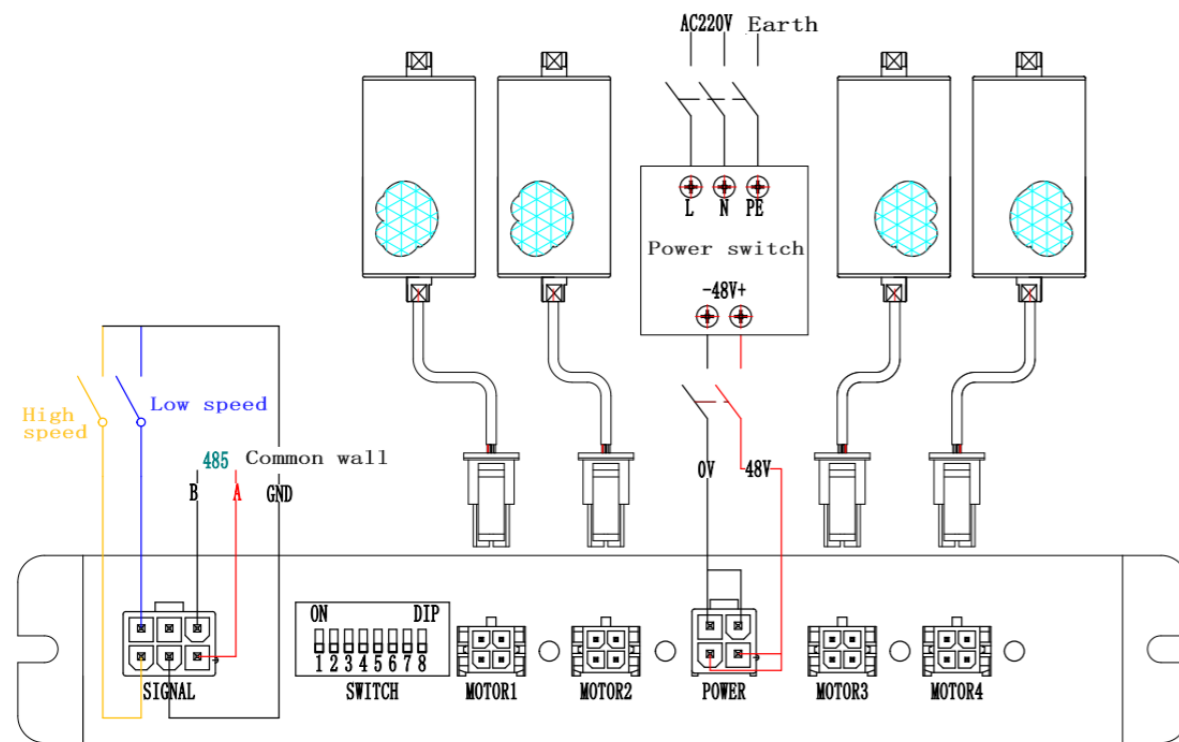 AC220V Earth
L N PE
Power switch
-48V+
High
speed
Low speed
485 Common wall
B A GND
0V 48V
ON DIP
1 2 3 4 5 6 7 8
SIGNAL SWITCH MOTOR1 MOTOR2 POWER MOTOR3 MOTOR4